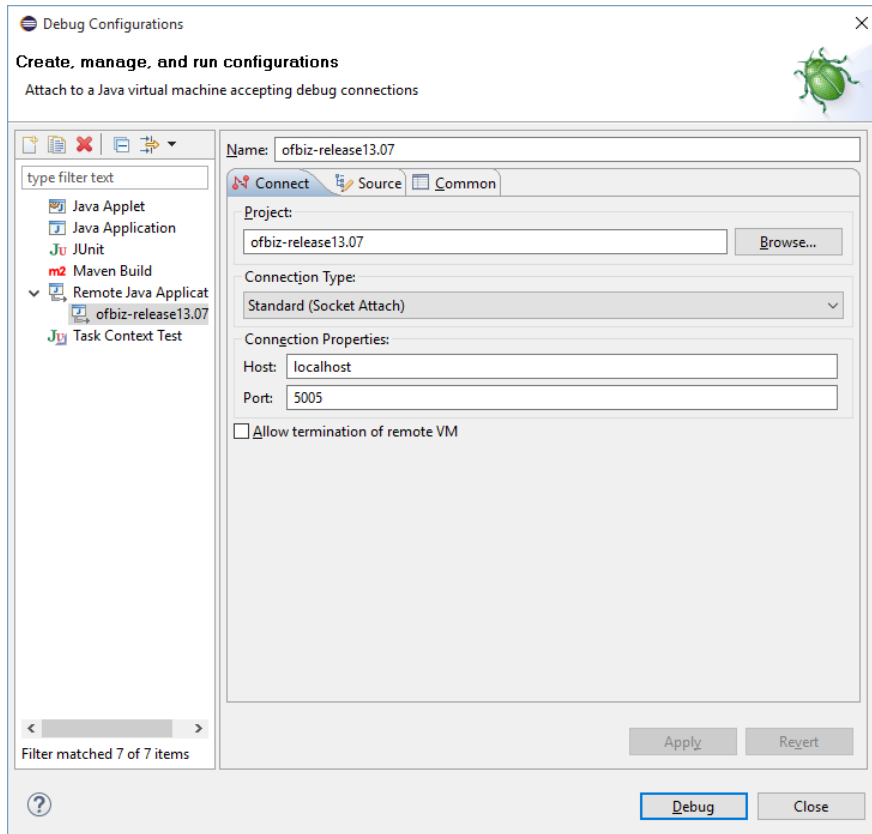 Debug Configurations
Create, manage, and run configurations
Attach to a Java virtual machine accepting debug connections
type filter text
Java Applet
Java Application
Ju JUnit
m2 Maven Build
Remote Java Applicat
ofbiz-release13.07
Ju Task Context Test
Filter matched 7 of 7 items
Name: ofbiz-release13.07
Connect Source Common
Project:
ofbiz-release13.07 Browse...
Connection Type:
Standard (Socket Attach)
Connection Properties:
Host: localhost
Port: 5005
Allow termination of remote VM
Apply Revert
? Debug Close